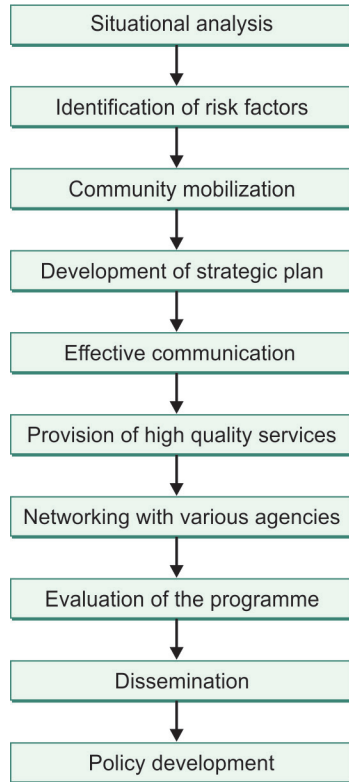 Situational analysis
Identification of risk factors
Community mobilization
Development of strategic plan
Effective communication
Provision of high quality services
Networking with various agencies
Evaluation of the programme
Dissemination
Policy development